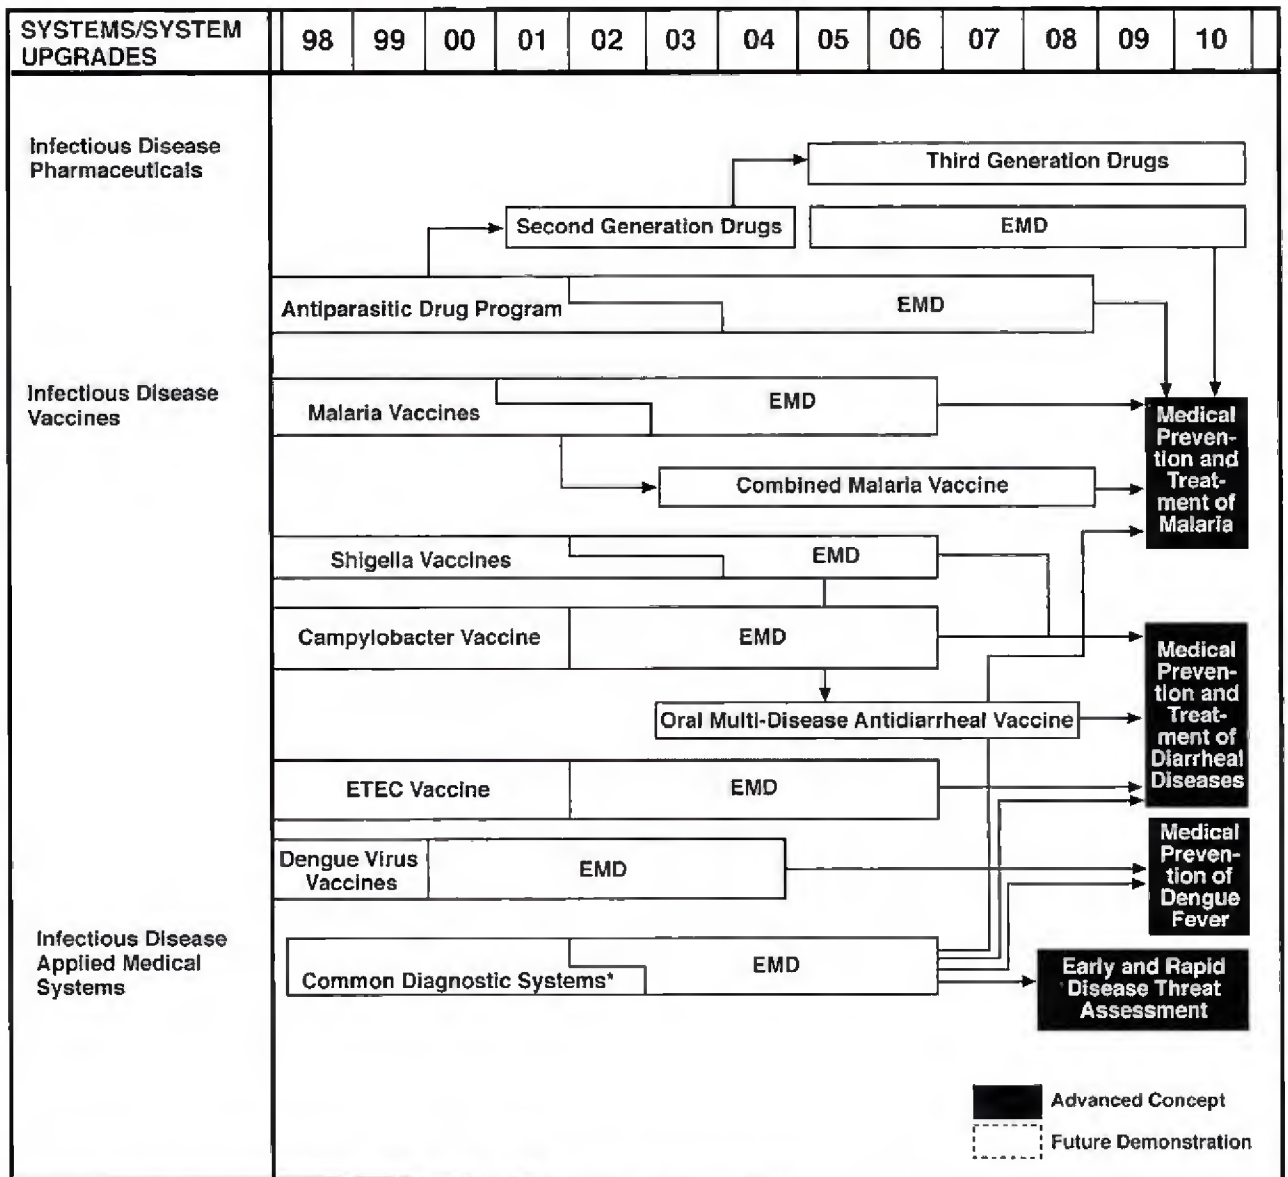 SYSTEMS/SYSTEM
UPGRADES
98 99 00 01 02 03 04 05 06 07 08 09 10
Infectious Disease
Pharmaceuticals
Third Generation Drugs
Second Generation Drugs
EMD
Antiparasitic Drug Program
EMD
Infectious Disease
Vaccines
Malaria Vaccines
EMD
Combined Malaria Vaccine
Medical
Preven-
tion and
Treat-
ment of
Malaria
Shigella Vaccines
EMD
Campylobacter Vaccine
EMD
Oral Multi-Disease Antidiarrheal Vaccine
ETEC Vaccine
EMD
Medical
Preven-
tion and
Treat-
ment of
Diarrheal
Diseases
Dengue Virus
Vaccines
EMD
Medical
Preven-
tion of
Dengue
Fever
Infectious Disease
Applied Medical
Systems
Common Diagnostic Systems*
EMD
Early and Rapid
Disease Threat
Assessment
Advanced Concept
Future Demonstration